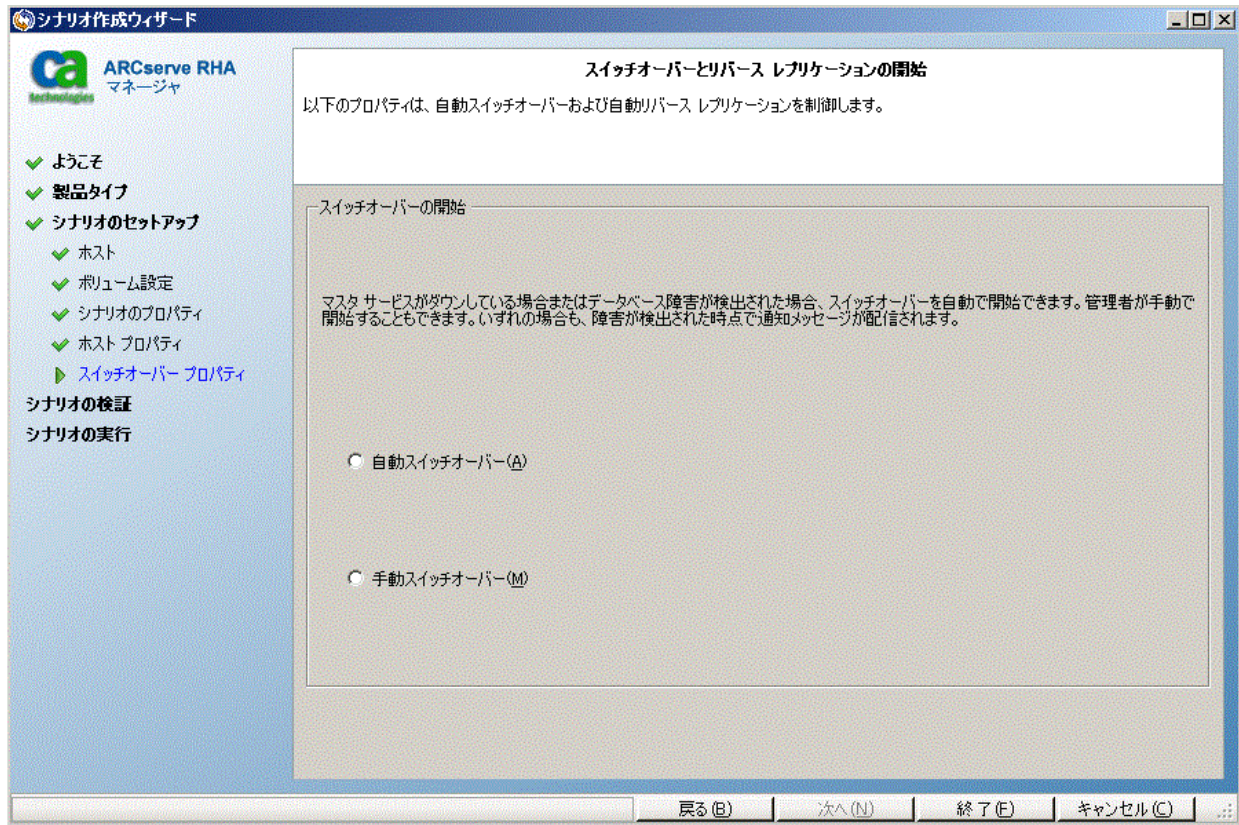 シナリオ作成ウィザード
ca
technologies
ARCserve RHA
マネージャ
ようこそ
製品タイプ
シナリオのセットアップ
ホスト
ボリューム設定
シナリオのプロパティ
ホスト プロパティ
スイッチオーバー プロパティ
シナリオの検証
シナリオの実行
スイッチオーバーとリバース レプリケーションの開始
以下のプロパティは、自動スイッチオーバーおよび自動リバース レプリケーションを制御します。
スイッチオーバーの開始
マスタ サービスがダウンしている場合またはデータベース障害が検出された場合、スイッチオーバーを自動で開始できます。管理者が手動で
開始することもできます。いずれの場合も、障害が検出された時点で通知メッセージが配信されます。
自動スイッチオーバー(A)
手動スイッチオーバー(M)
戻る(B)
次へ(N)
終了(F)
キャンセル(C)